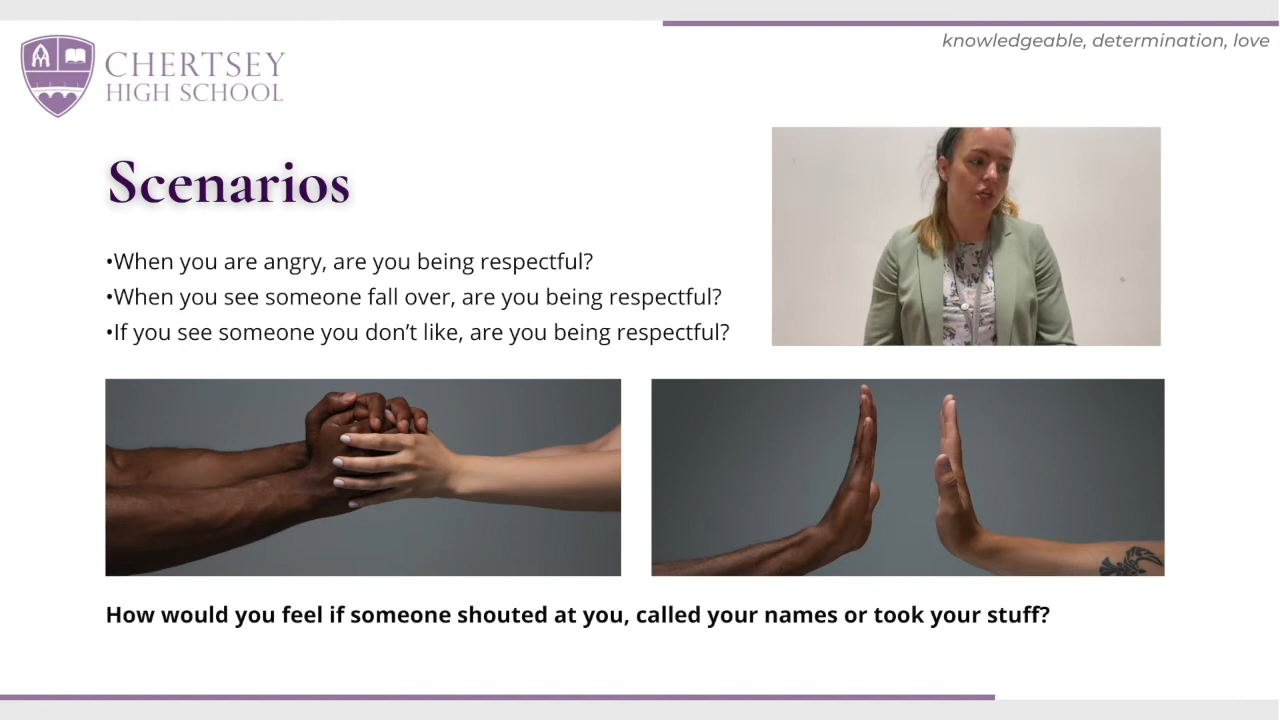 knowledgeable, determination, love
CHERTSEY
HIGH SCHOOL
Scenarios
•When you are angry, are you being respectful?
•When you see someone fall over, are you being respectful?
•If you see someone you don’t like, are you being respectful?
How would you feel if someone shouted at you, called your names or took your stuff?